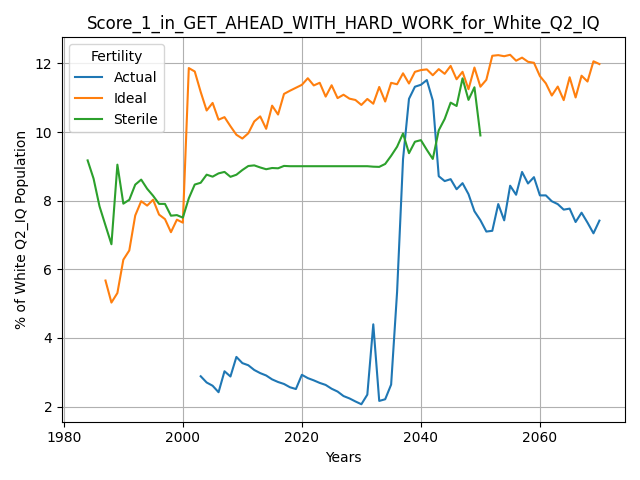 Score_1_in_GET_AHEAD_WITH_HARD_WORK_for_White_Q2_IQ
Fertility
Actual
Ideal
Sterile
% of White Q2_IQ Population
12
10
8
6
4
2
1980
2000
2020
2040
2060
Years